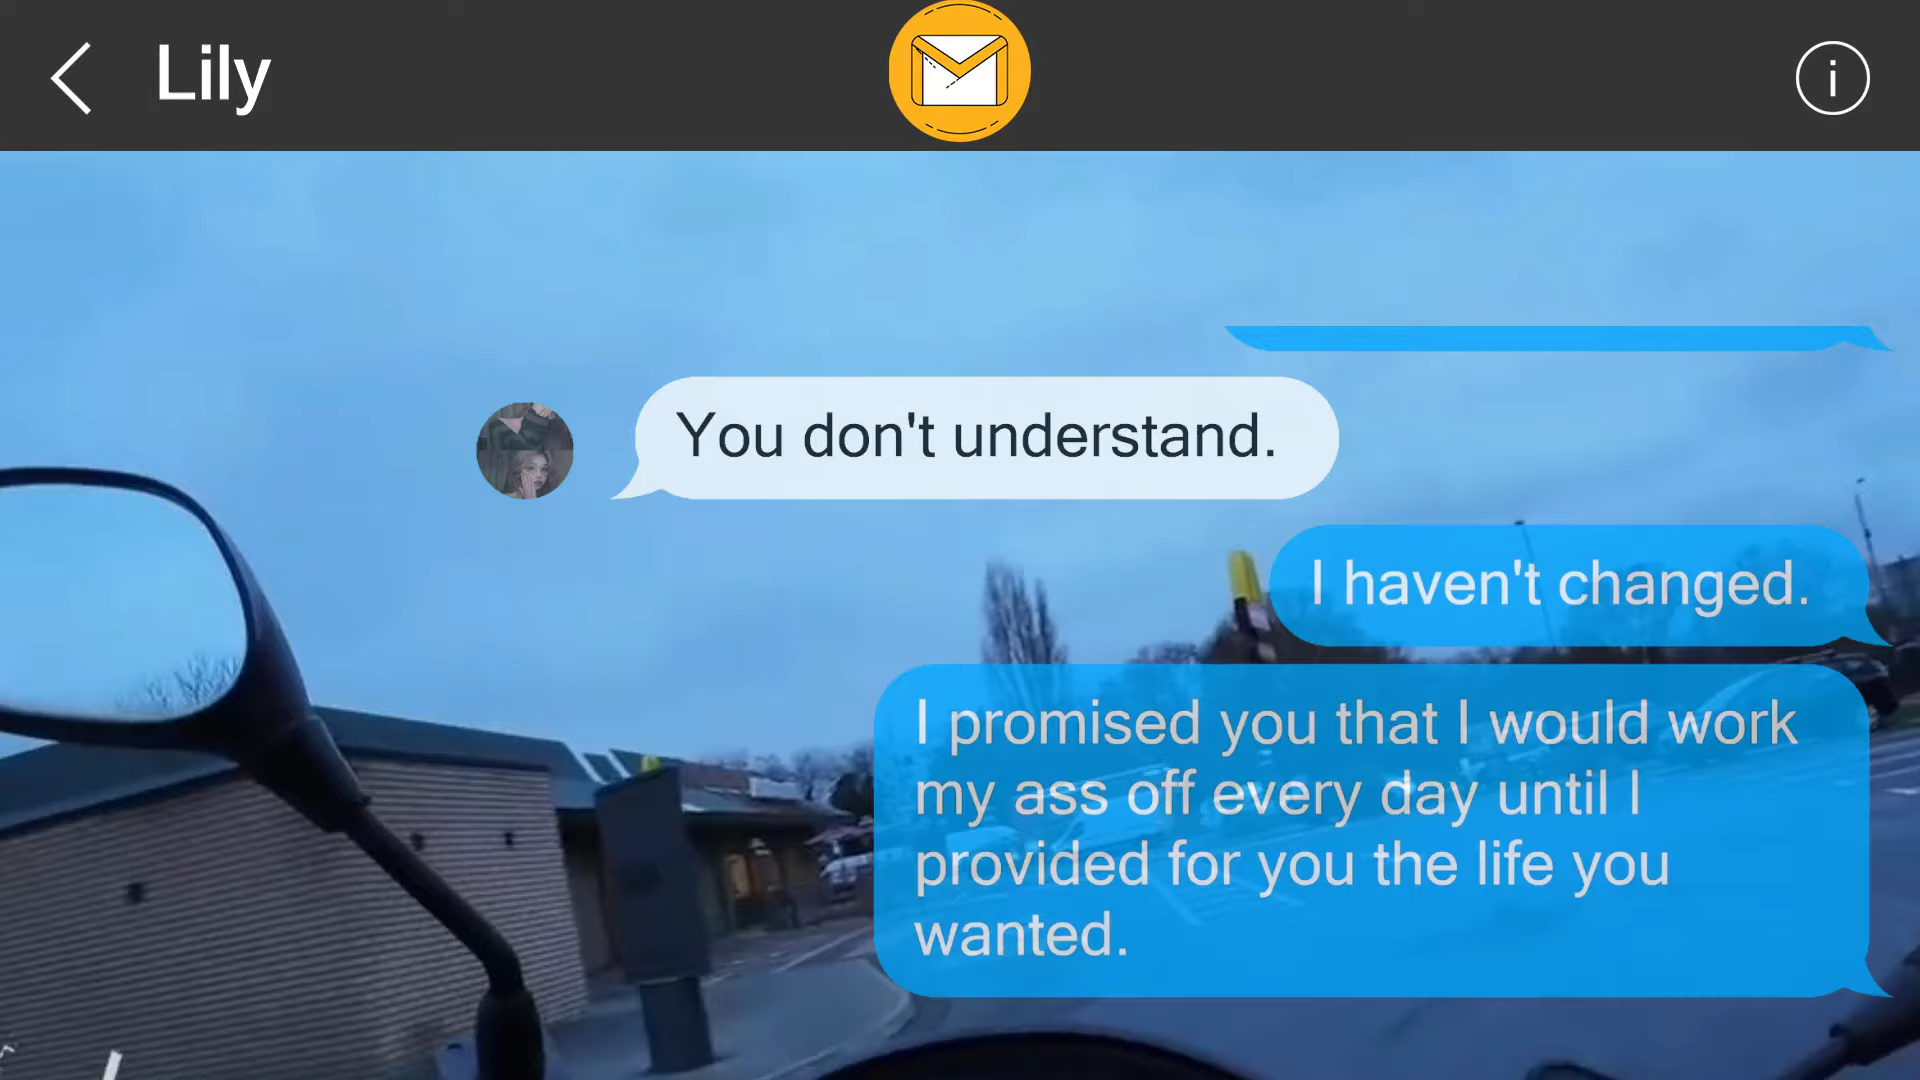 Lily
i
You don't understand.
I haven't changed.
I promised you that I would work
my ass off every day until I
provided for you the life you
wanted.